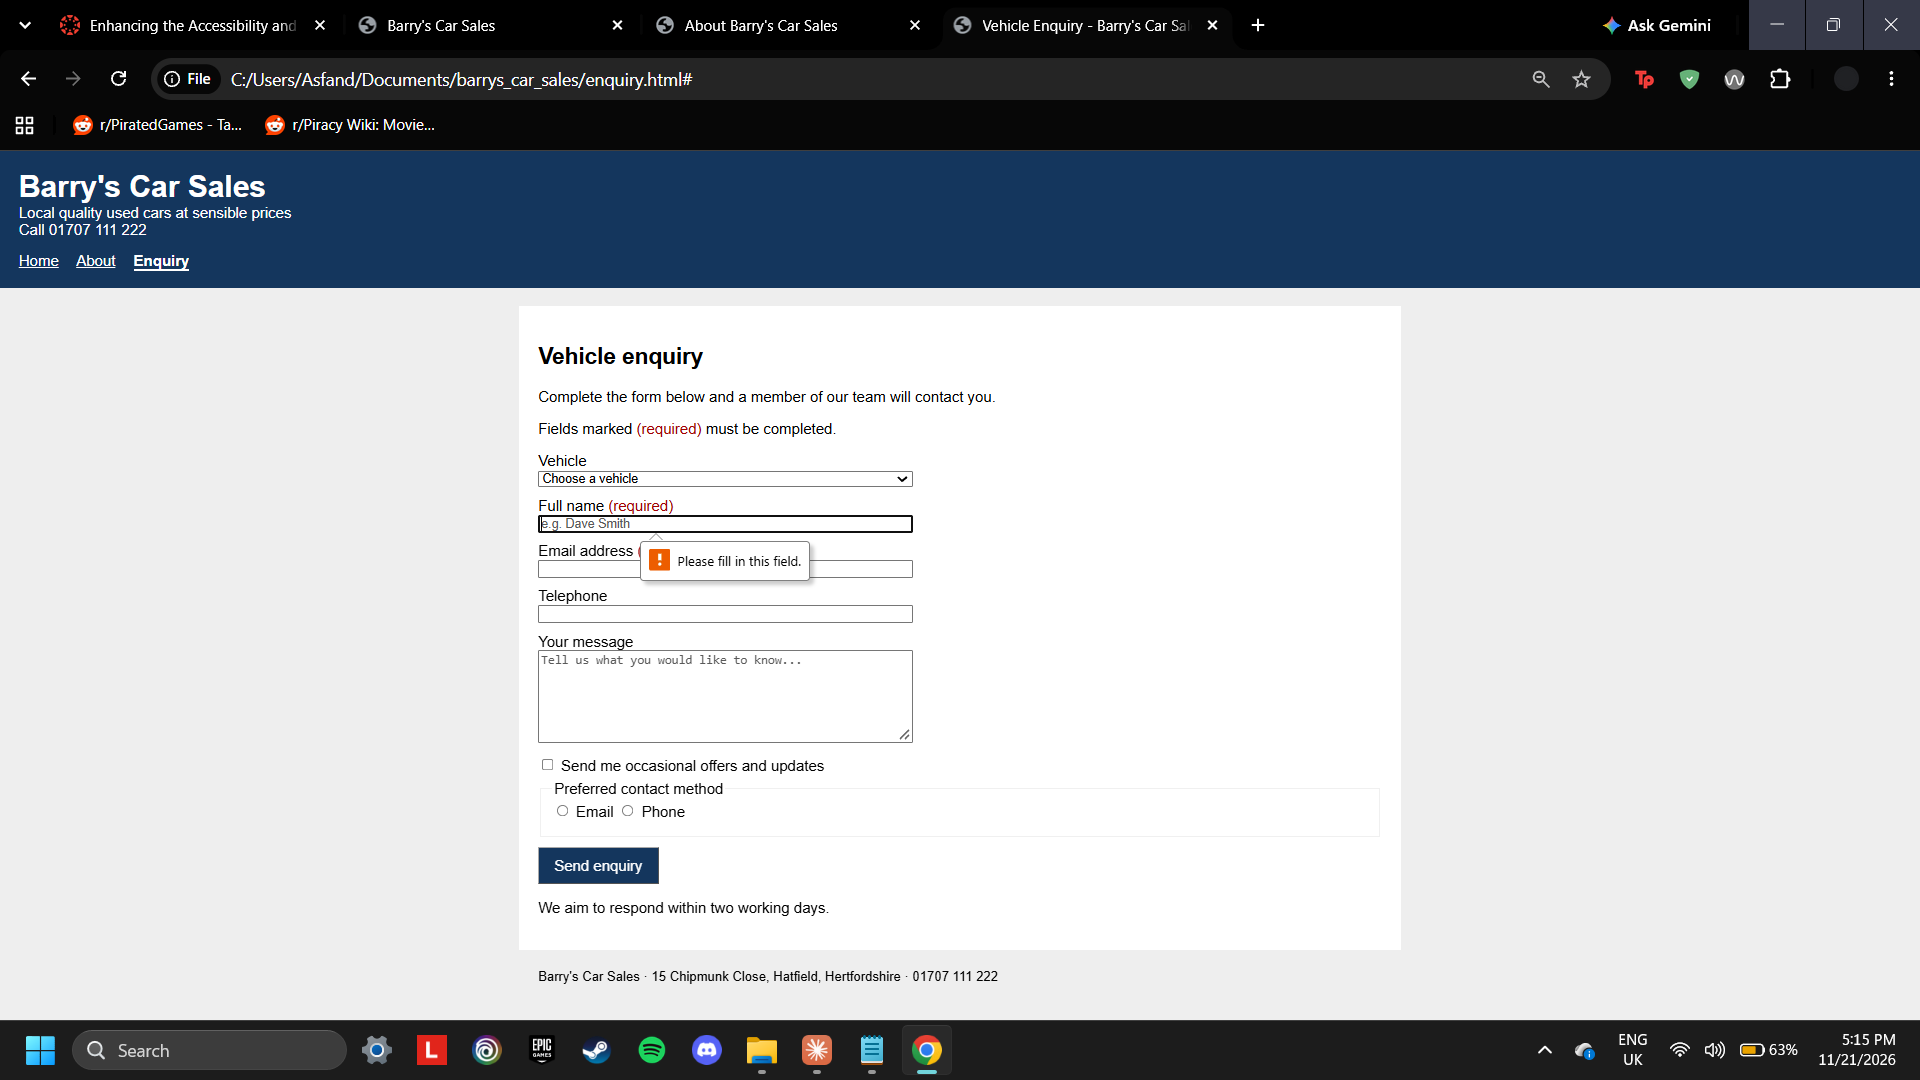 Enhancing the Accessibility and
Barry's Car Sales
About Barry's Car Sales
Vehicle Enquiry - Barry's Car Sal
Ask Gemini
File
C:/Users/Asfand/Documents/barrys_car_sales/enquiry.html#
Tp
r/PiratedGames - Ta...
r/Piracy Wiki: Movie...
Barry's Car Sales
Local quality used cars at sensible prices
Call 01707 111 222
Home About Enquiry
Vehicle enquiry
Complete the form below and a member of our team will contact you.
Fields marked (required) must be completed.
Vehicle
Choose a vehicle
Full name (required)
e.g. Dave Smith
Email address (
Please fill in this field.
Telephone
Your message
Tell us what you would like to know...
Send me occasional offers and updates
Preferred contact method
Email Phone
Send enquiry
We aim to respond within two working days.
Barry's Car Sales · 15 Chipmunk Close, Hatfield, Hertfordshire · 01707 111 222
Search
L
EPIC
GAMES
ENG
UK
63%
5:15 PM
11/21/2026